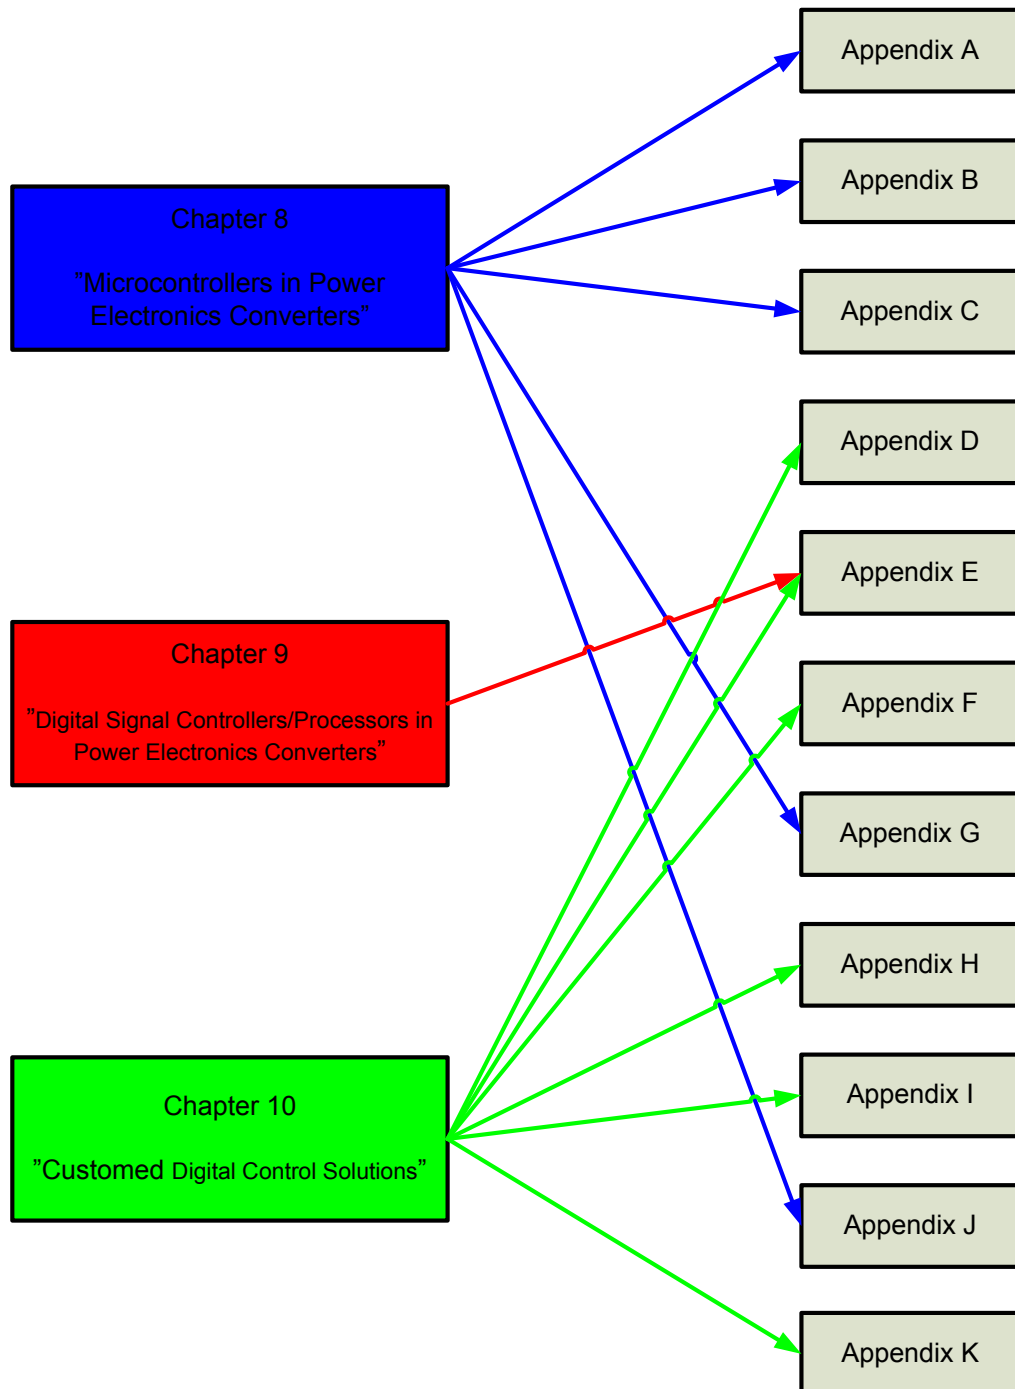 Appendix A
Appendix B
Chapter 8
”Microcontrollers in Power
Electronics Converters”
Appendix C
Appendix D
Appendix E
Chapter 9
”Digital Signal Controllers/Processors in
Power Electronics Converters”
Appendix F
Appendix G
Appendix H
Chapter 10
”Customed Digital Control Solutions”
Appendix I
Appendix J
Appendix K